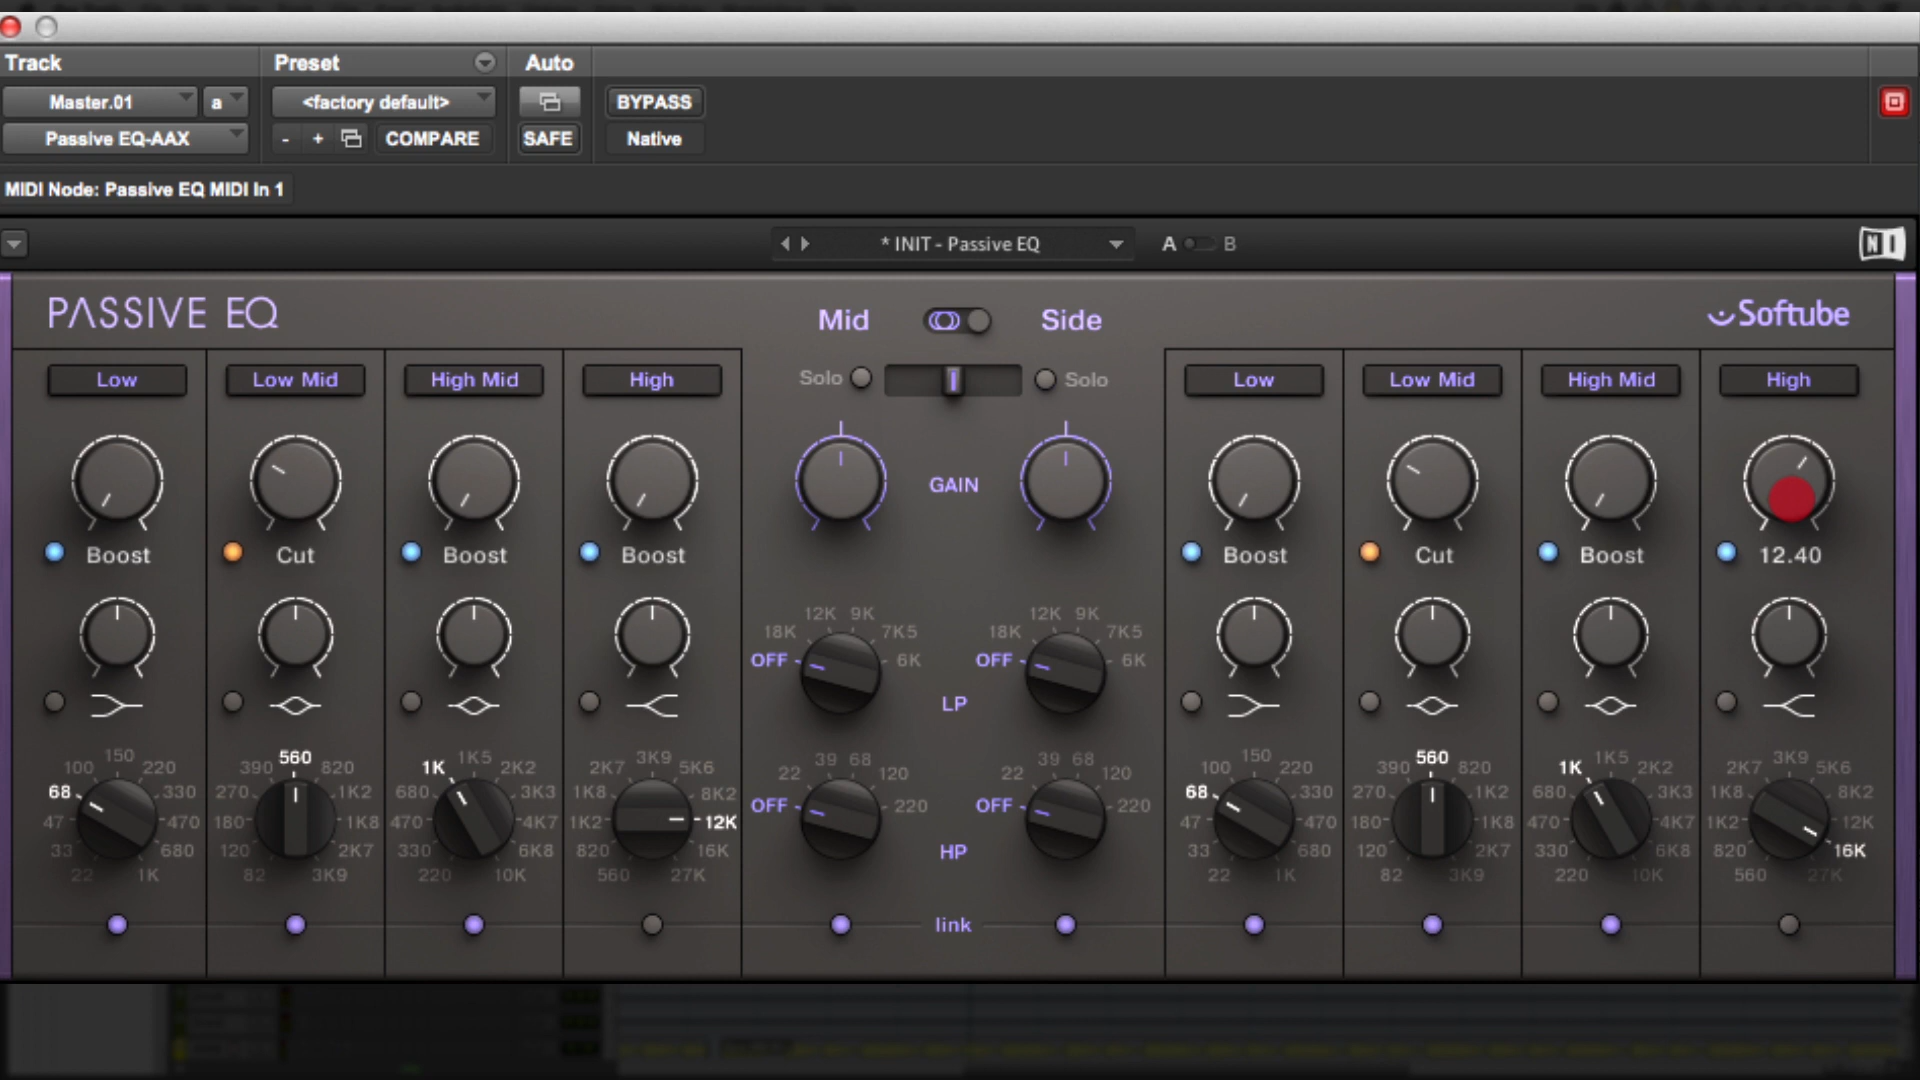 Track Preset Auto
Master.01 a <factory default> BYPASS
Passive EQ-AAX - + COMPARE SAFE Native
MIDI Node: Passive EQ MIDI In 1
* INIT - Passive EQ A B NI
PASSIVE EQ Mid Side Softube
Low Low Mid High Mid High Solo Solo Low Low Mid High Mid High
GAIN
Boost Cut Boost Boost Boost Cut Boost 12.40
12K 9K 12K 9K
18K 7K5 18K 7K5
OFF 6K OFF 6K
LP
150 560 1K5 3K9 39 68 39 68 150 560 1K5 3K9
100 220 390 820 1K 2K2 2K7 5K6 22 120 22 120 100 220 390 820 1K 2K2 2K7 5K6
68 330 270 1K2 680 3K3 1K8 8K2 OFF 220 OFF 220 68 330 270 1K2 680 3K3 1K8 8K2
47 470 180 1K8 470 4K7 1K2 12K 47 470 180 1K8 470 4K7 1K2 12K
33 680 120 2K7 330 6K8 820 16K HP 33 680 120 2K7 330 6K8 820 16K
22 1K 82 3K9 220 10K 560 27K 22 1K 82 3K9 220 10K 560 27K
link